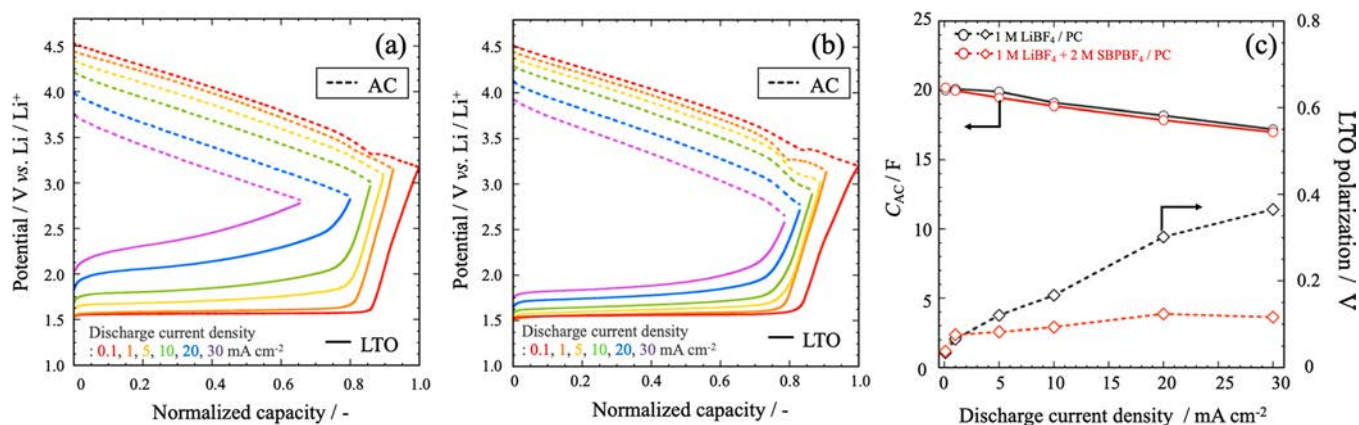 (a)
4.5
4.0
3.5
3.0
2.5
2.0
1.5
1.0
Potential / V vs. Li / Li⁺
AC
Discharge current density
: 0.1, 1, 5, 10, 20, 30 mA cm⁻²
LTO
0 0.2 0.4 0.6 0.8 1.0
Normalized capacity / -
(b)
4.5
4.0
3.5
3.0
2.5
2.0
1.5
1.0
Potential / V vs. Li / Li⁺
AC
Discharge current density
: 0.1, 1, 5, 10, 20, 30 mA cm⁻²
LTO
0 0.2 0.4 0.6 0.8 1.0
Normalized capacity / -
(c)
1 M LiBF₄ / PC
1 M LiBF₄ + 2 M SBPBF₄ / PC
25
20
15
10
5
0
C_AC / F
0.8
0.6
0.4
0.2
0
LTO polarization / V
0 5 10 15 20 25 30
Discharge current density / mA cm⁻²